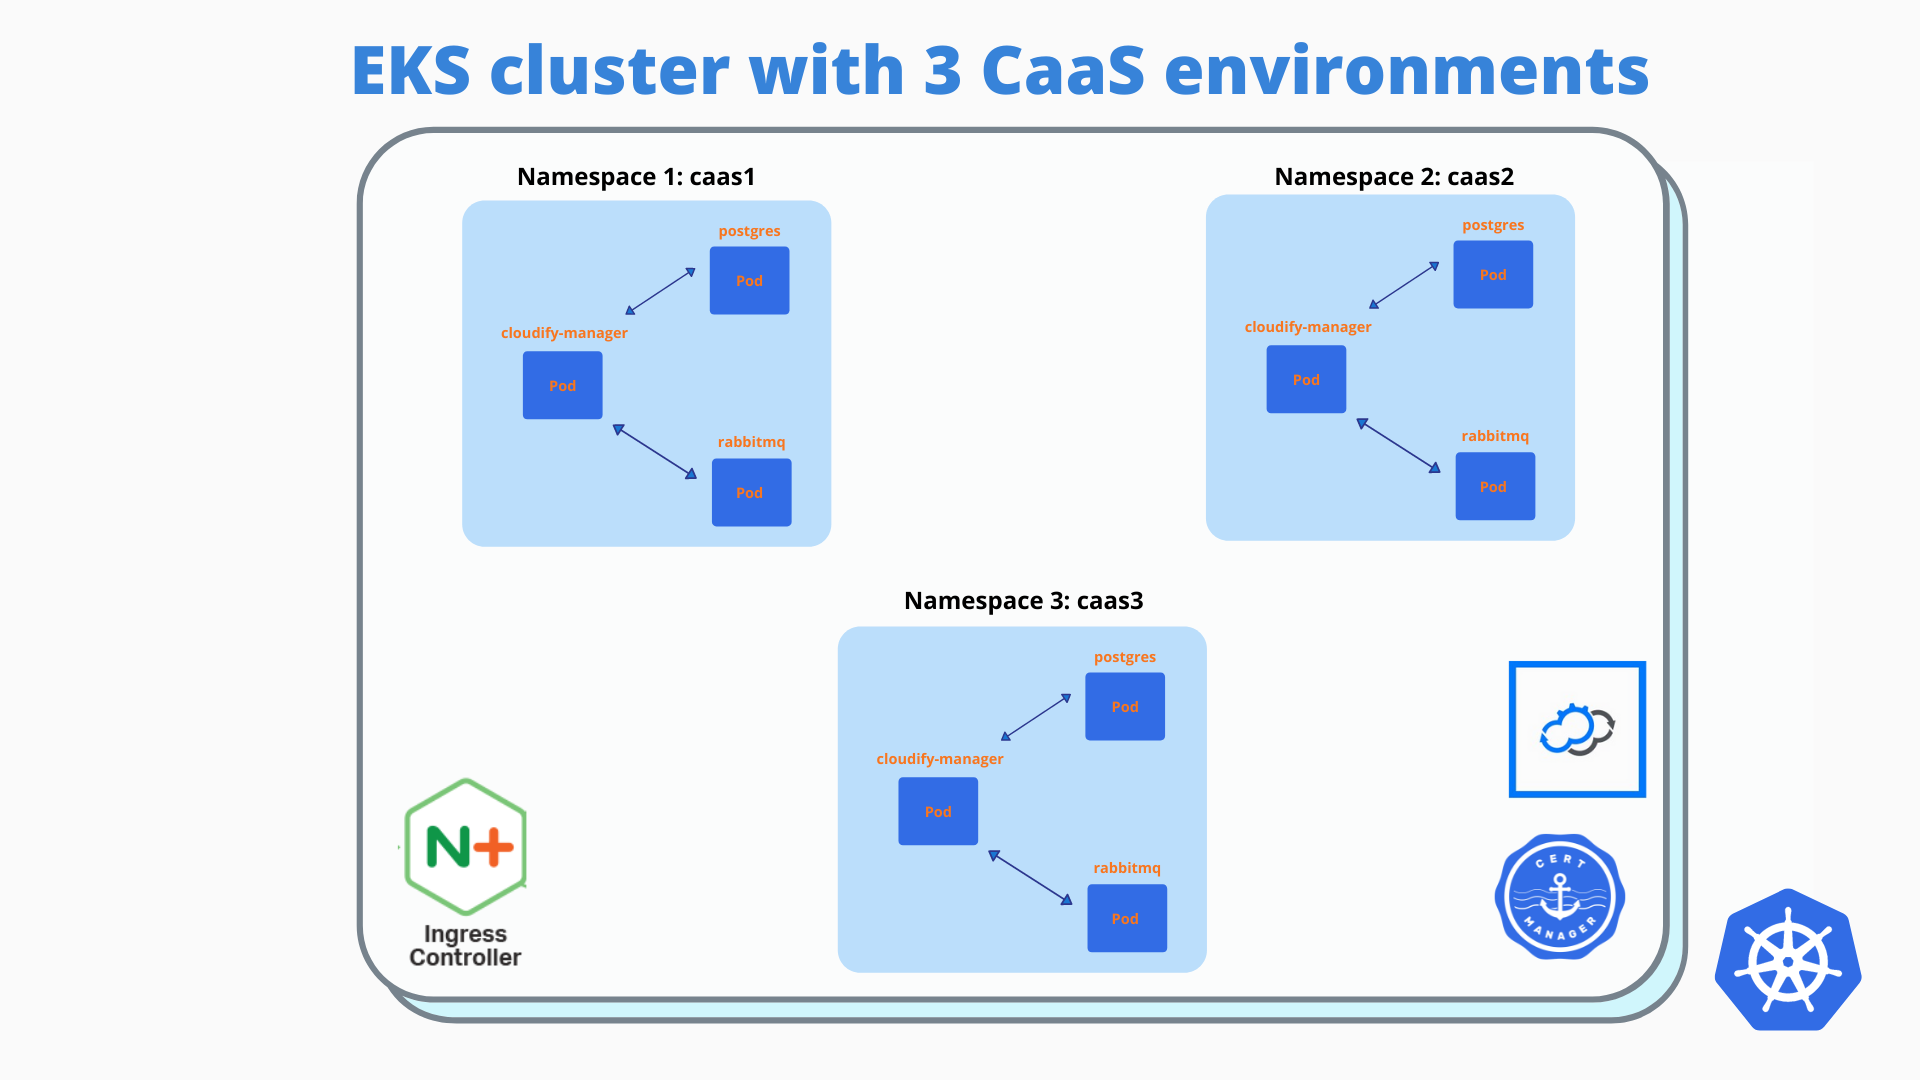 EKS cluster with 3 CaaS environments
Namespace 1: caas1
postgres
Pod
cloudify-manager
Pod
rabbitmq
Pod
Namespace 2: caas2
postgres
Pod
cloudify-manager
Pod
rabbitmq
Pod
Namespace 3: caas3
postgres
Pod
cloudify-manager
Pod
rabbitmq
Pod
N+
Ingress
Controller
CERT
MANAGER